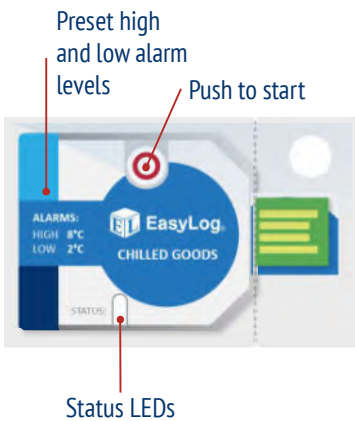 Preset high
and low alarm
levels
Push to start
ALARMS:
HIGH 8°C
LOW 2°C
EL EasyLog®
CHILLED GOODS
STATUS:
Status LEDs